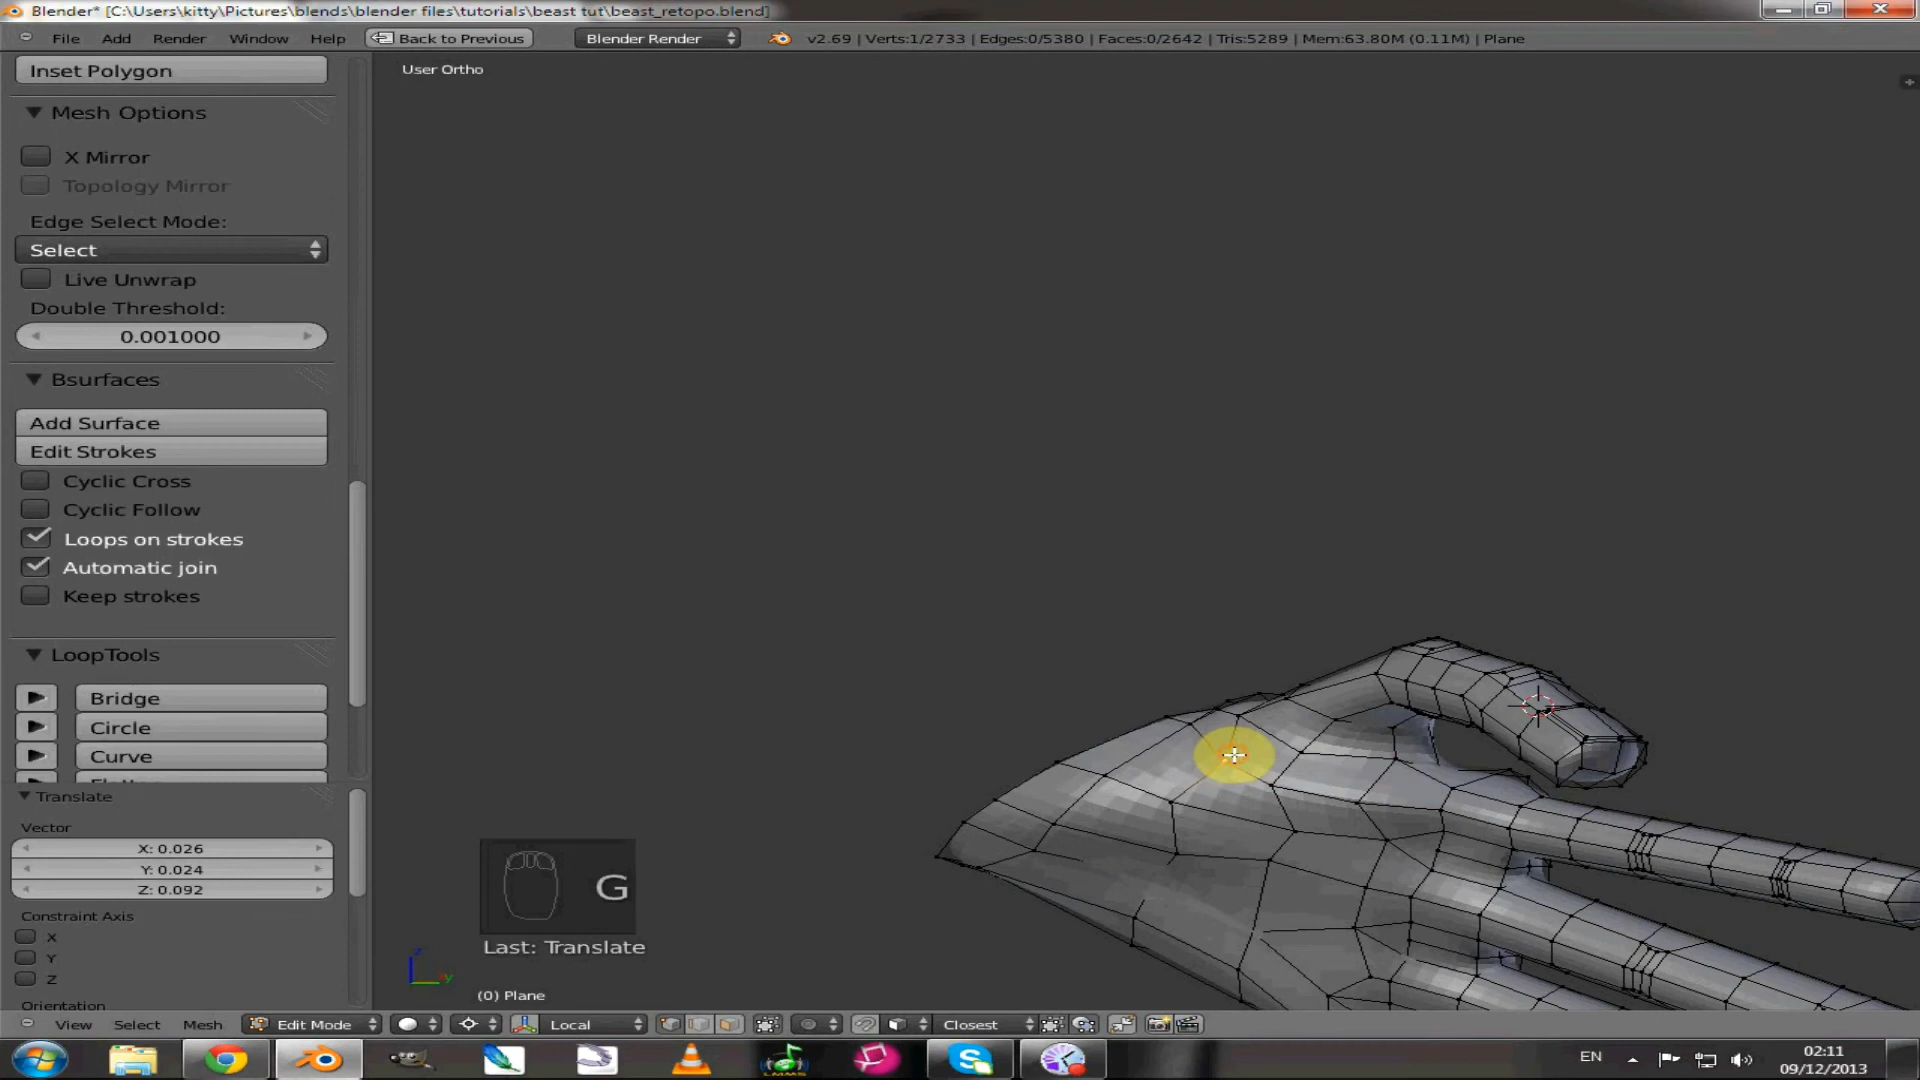 Blender* [C:\Users\kitty\Pictures\blends\blender files\tutorials\beast tut\beast_retopo.blend]
File Add Render Window Help Back to Previous Blender Render v2.69 | Verts:1/2733 | Edges:0/5380 | Faces:0/2642 | Tris:5289 | Mem:63.80M (0.11M) | Plane
Inset Polygon
User Ortho
Mesh Options
X Mirror
Topology Mirror
Edge Select Mode:
Select
Live Unwrap
Double Threshold:
0.001000
Bsurfaces
Add Surface
Edit Strokes
Cyclic Cross
Cyclic Follow
Loops on strokes
Automatic join
Keep strokes
LoopTools
Bridge
Circle
Curve
Translate
Vector
X: 0.026
Y: 0.024
Z: 0.092
Constraint Axis
X
Y
Z
Orientation
G
Last: Translate
z
y
(0) Plane
View Select Mesh Edit Mode Local Closest
LMMS
EN
02:11
09/12/2013